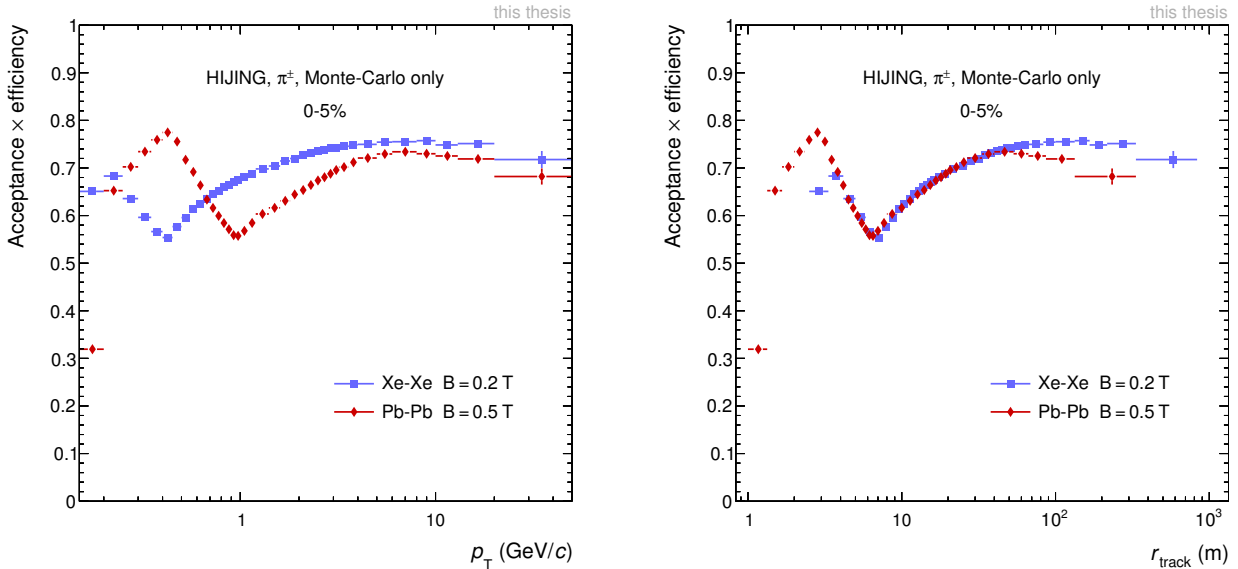 this thesis
Acceptance × efficiency
1
0.9
0.8
0.7
0.6
0.5
0.4
0.3
0.2
0.1
0
HIJING, π±, Monte-Carlo only
0-5%
Xe-Xe B = 0.2 T
Pb-Pb B = 0.5 T
1 10
pT (GeV/c)
this thesis
Acceptance × efficiency
1
0.9
0.8
0.7
0.6
0.5
0.4
0.3
0.2
0.1
0
HIJING, π±, Monte-Carlo only
0-5%
Xe-Xe B = 0.2 T
Pb-Pb B = 0.5 T
1 10 10² 10³
rtrack (m)